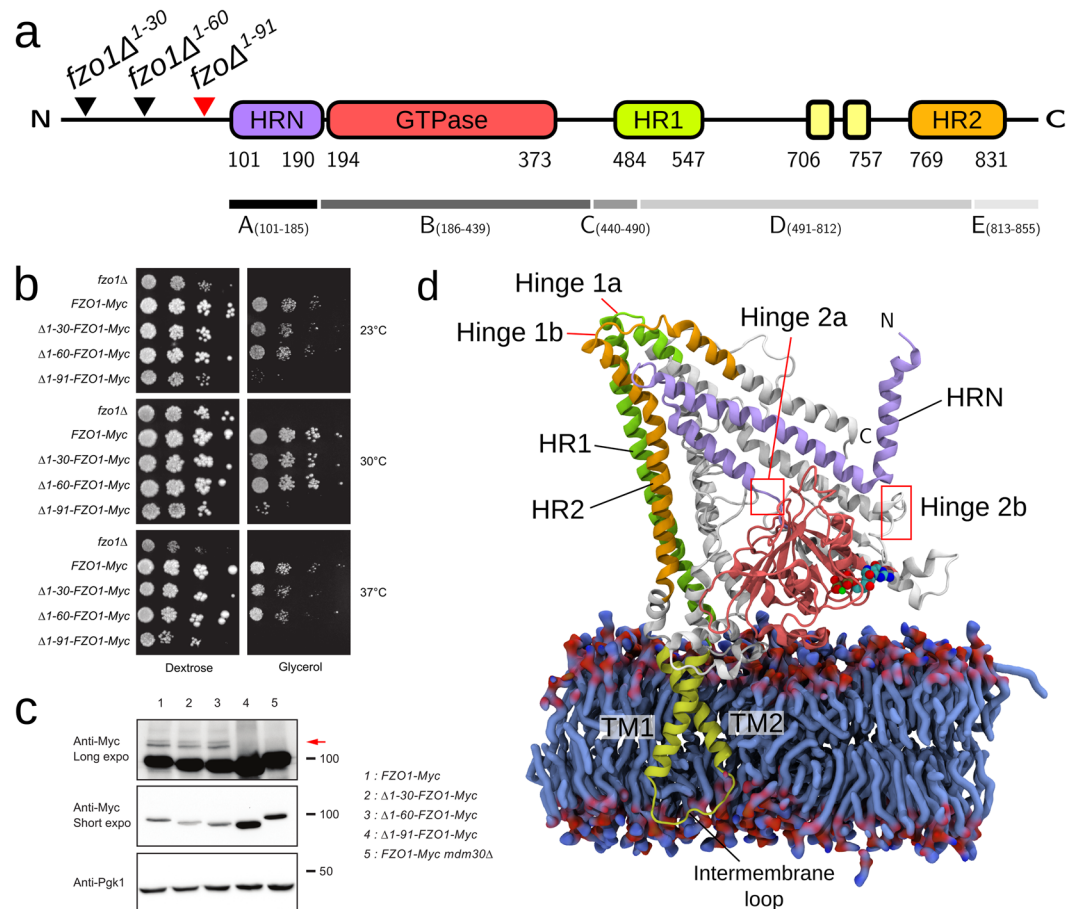 a
fzo1Δ1-30
fzo1Δ1-60
fzoΔ1-91
N
HRN
GTPase
HR1
HR2
C
101 190 194 373 484 547 706 757 769 831
A(101-185)
B(186-439)
C(440-490)
D(491-812)
E(813-855)
b
fzo1Δ
FZO1-Myc
Δ1-30-FZO1-Myc
Δ1-60-FZO1-Myc
Δ1-91-FZO1-Myc
23°C
fzo1Δ
FZO1-Myc
Δ1-30-FZO1-Myc
Δ1-60-FZO1-Myc
Δ1-91-FZO1-Myc
30°C
fzo1Δ
FZO1-Myc
Δ1-30-FZO1-Myc
Δ1-60-FZO1-Myc
Δ1-91-FZO1-Myc
37°C
Dextrose
Glycerol
c
1 2 3 4 5
Anti-Myc
Long expo
100
Anti-Myc
Short expo
100
Anti-Pgk1
50
1 : FZO1-Myc
2 : Δ1-30-FZO1-Myc
3 : Δ1-60-FZO1-Myc
4 : Δ1-91-FZO1-Myc
5 : FZO1-Myc mdm30Δ
d
Hinge 1a
Hinge 1b
Hinge 2a
N
HRN
C
HR1
HR2
Hinge 2b
TM1
TM2
Intermembrane
loop